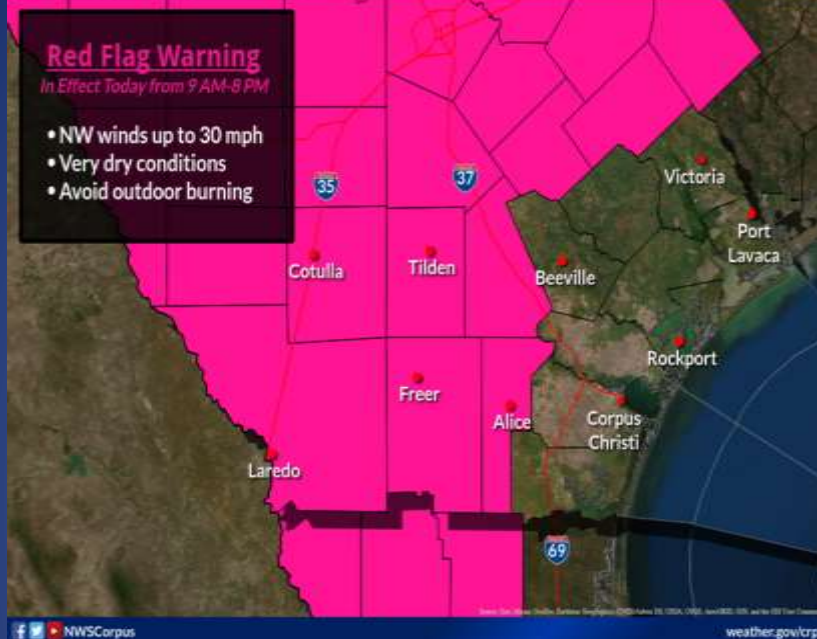 Red Flag Warning
In Effect Today from 9 AM-8 PM
• NW winds up to 30 mph
• Very dry conditions
• Avoid outdoor burning
35
37
Victoria
Port
Lavaca
Cotulla
Tilden
Beeville
Rockport
Freer
Alice
Corpus
Christi
Laredo
69
NWSCorpus
weather.gov/crp